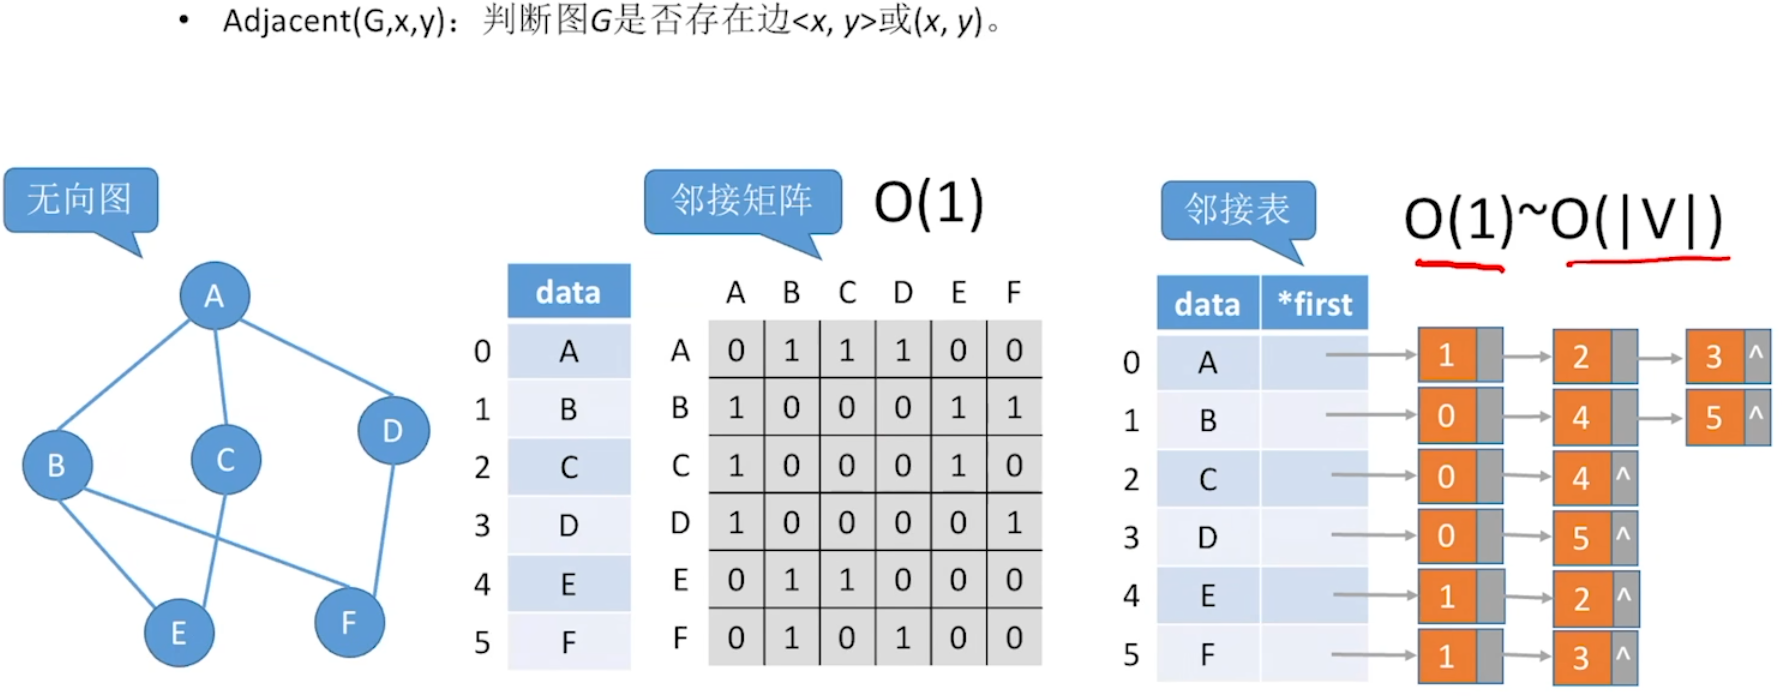 • Adjacent(G,x,y)：判断图G是否存在边<x, y>或(x, y)。
无向图
A
B
C
D
E
F
邻接矩阵
O(1)
data
0 A
1 B
2 C
3 D
4 E
5 F
A B C D E F
A 0 1 1 1 0 0
B 1 0 0 0 1 1
C 1 0 0 0 1 0
D 1 0 0 0 0 1
E 0 1 1 0 0 0
F 0 1 0 1 0 0
邻接表
O(1)~O(|V|)
data *first
0 A 1 2 3 ^
1 B 0 4 5 ^
2 C 0 4 ^
3 D 0 5 ^
4 E 1 2 ^
5 F 1 3 ^